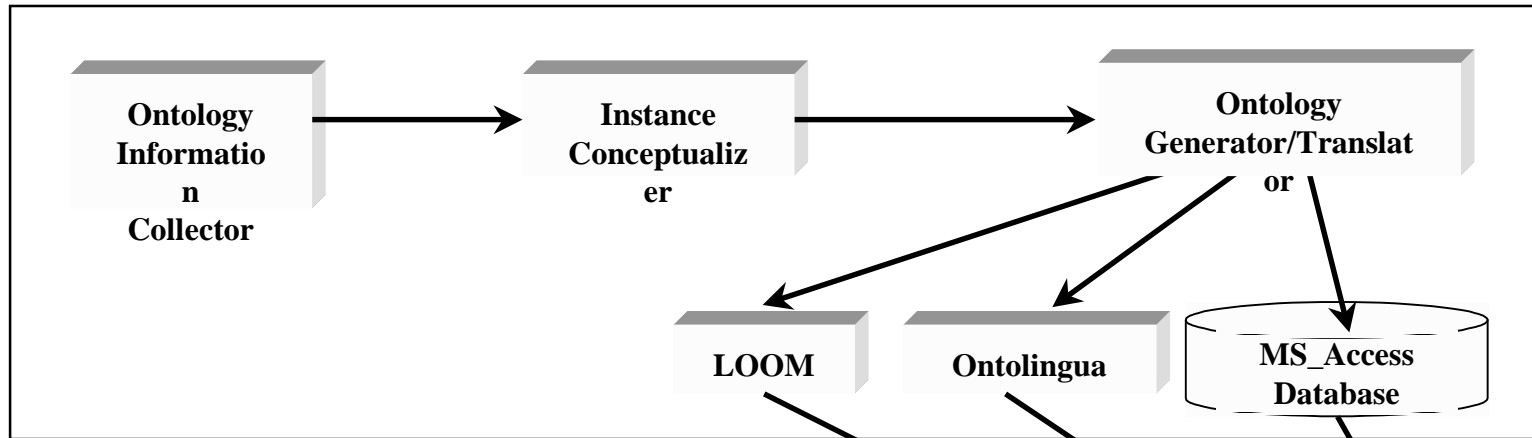 Ontology
Informatio
n
Collector
Instance
Conceptualiz
er
Ontology
Generator/Translat
or
LOOM
Ontolingua
MS_Access
Database